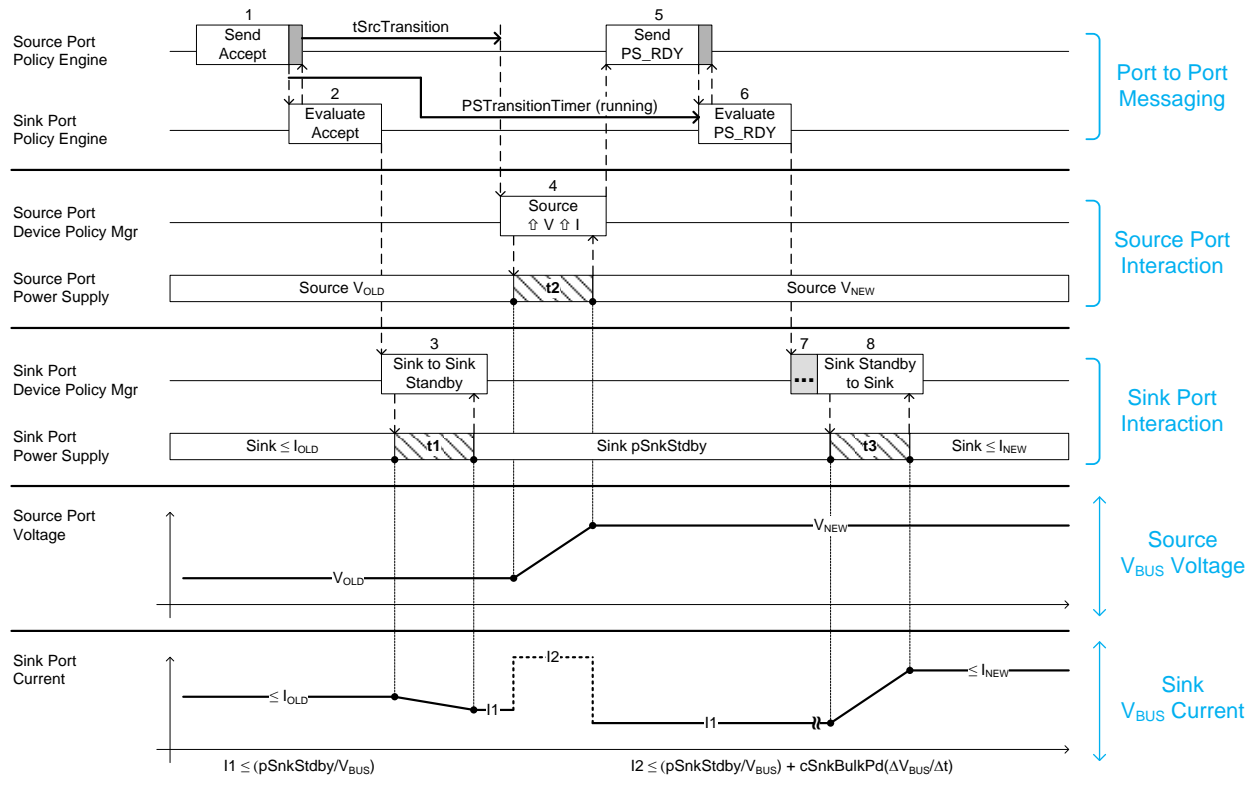 1
5
Source Port
Policy Engine
Send
Accept
tSrcTransition
Send
PS_RDY
Port to Port
Messaging
2
6
Sink Port
Policy Engine
Evaluate
Accept
PSTransitionTimer (running)
Evaluate
PS_RDY
4
Source Port
Device Policy Mgr
Source
⇧ V ⇧ I
Source Port
Interaction
Source Port
Power Supply
Source VOLD
t2
Source VNEW
3
7
8
Sink Port
Device Policy Mgr
Sink to Sink
Standby
...
Sink Standby
to Sink
Sink Port
Interaction
Sink Port
Power Supply
Sink ≤ IOLD
t1
Sink pSnkStdby
t3
Sink ≤ INEW
Source Port
Voltage
VOLD
VNEW
Source
VBUS Voltage
Sink Port
Current
≤ IOLD
I1
I2
I1
≤ INEW
Sink
VBUS Current
I1 ≤ (pSnkStdby/VBUS)
I2 ≤ (pSnkStdby/VBUS) + cSnkBulkPd(ΔVBUS/Δt)